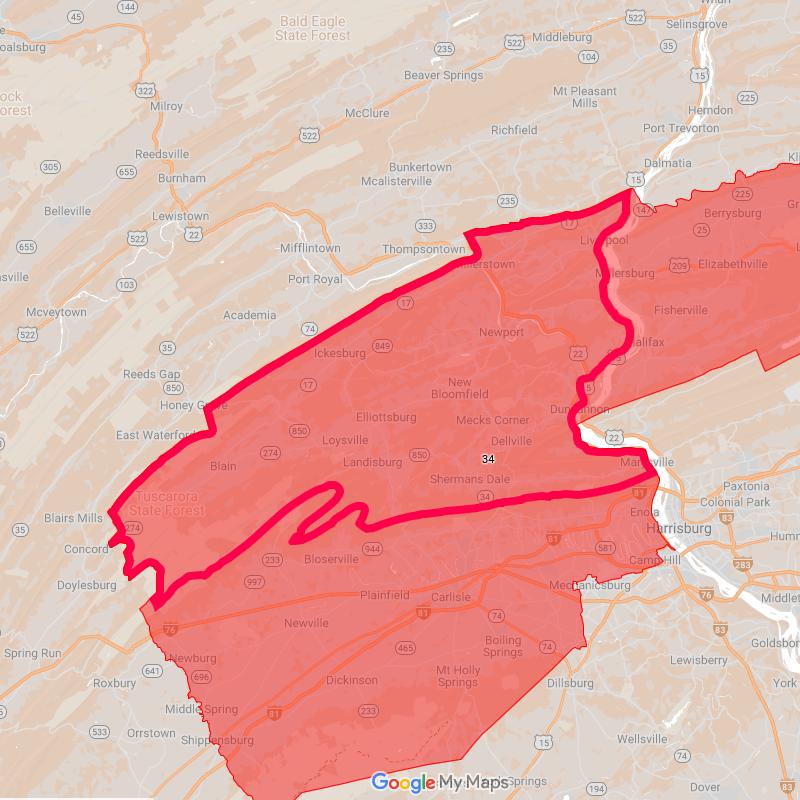 144
45
oalsburg
Bald Eagle
State Forest
522
Middleburg
Selinsgrove
235
522
104
Beaver Springs
15
322
Milroy
Mt Pleasant
Mills
225
Herndon
ock
orest
McClure
522
Richfield
Port Trevorton
Reedsville
305
655
Burnham
Bunkertown
Mcalisterville
Dalmatia
15
Belleville
Lewistown
235
147
225
Berrysburg
22
522
333
17
25
655
Mifflintown
Thompsontown
Liverpool
209
Elizabethville
Port Royal
Millersburg
103
17
Fisherville
Mcveytown
Academia
74
Newport
522
849
Halifax
35
Ickesburg
22
Reeds Gap
850
17
New
Bloomfield
Honey Grove
Elliottsburg
Duncannon
850
Mecks Corner
East Waterford
Loysville
Dellville
22
274
850
34
Marysville
Blain
Landisburg
Shermans Dale
Paxtonia
Tuscarora
State Forest
34
81
Colonial Park
Blairs Mills
Enola
83
35
274
Harrisburg
Concord
944
81
581
233
Bloserville
Camp Hill
283
Doylesburg
997
Mechanicsburg
76
Plainfield
Carlisle
81
74
Newville
83
76
Boiling
Springs
Spring Run
465
74
Newburg
Lewisberry
641
696
Mt Holly
Springs
Roxbury
Dickinson
Dillsburg
York
Middle Spring
233
81
533
Orrstown
Shippensburg
15
Wellsville
74
Google My Maps
Springs
194
Dover
83